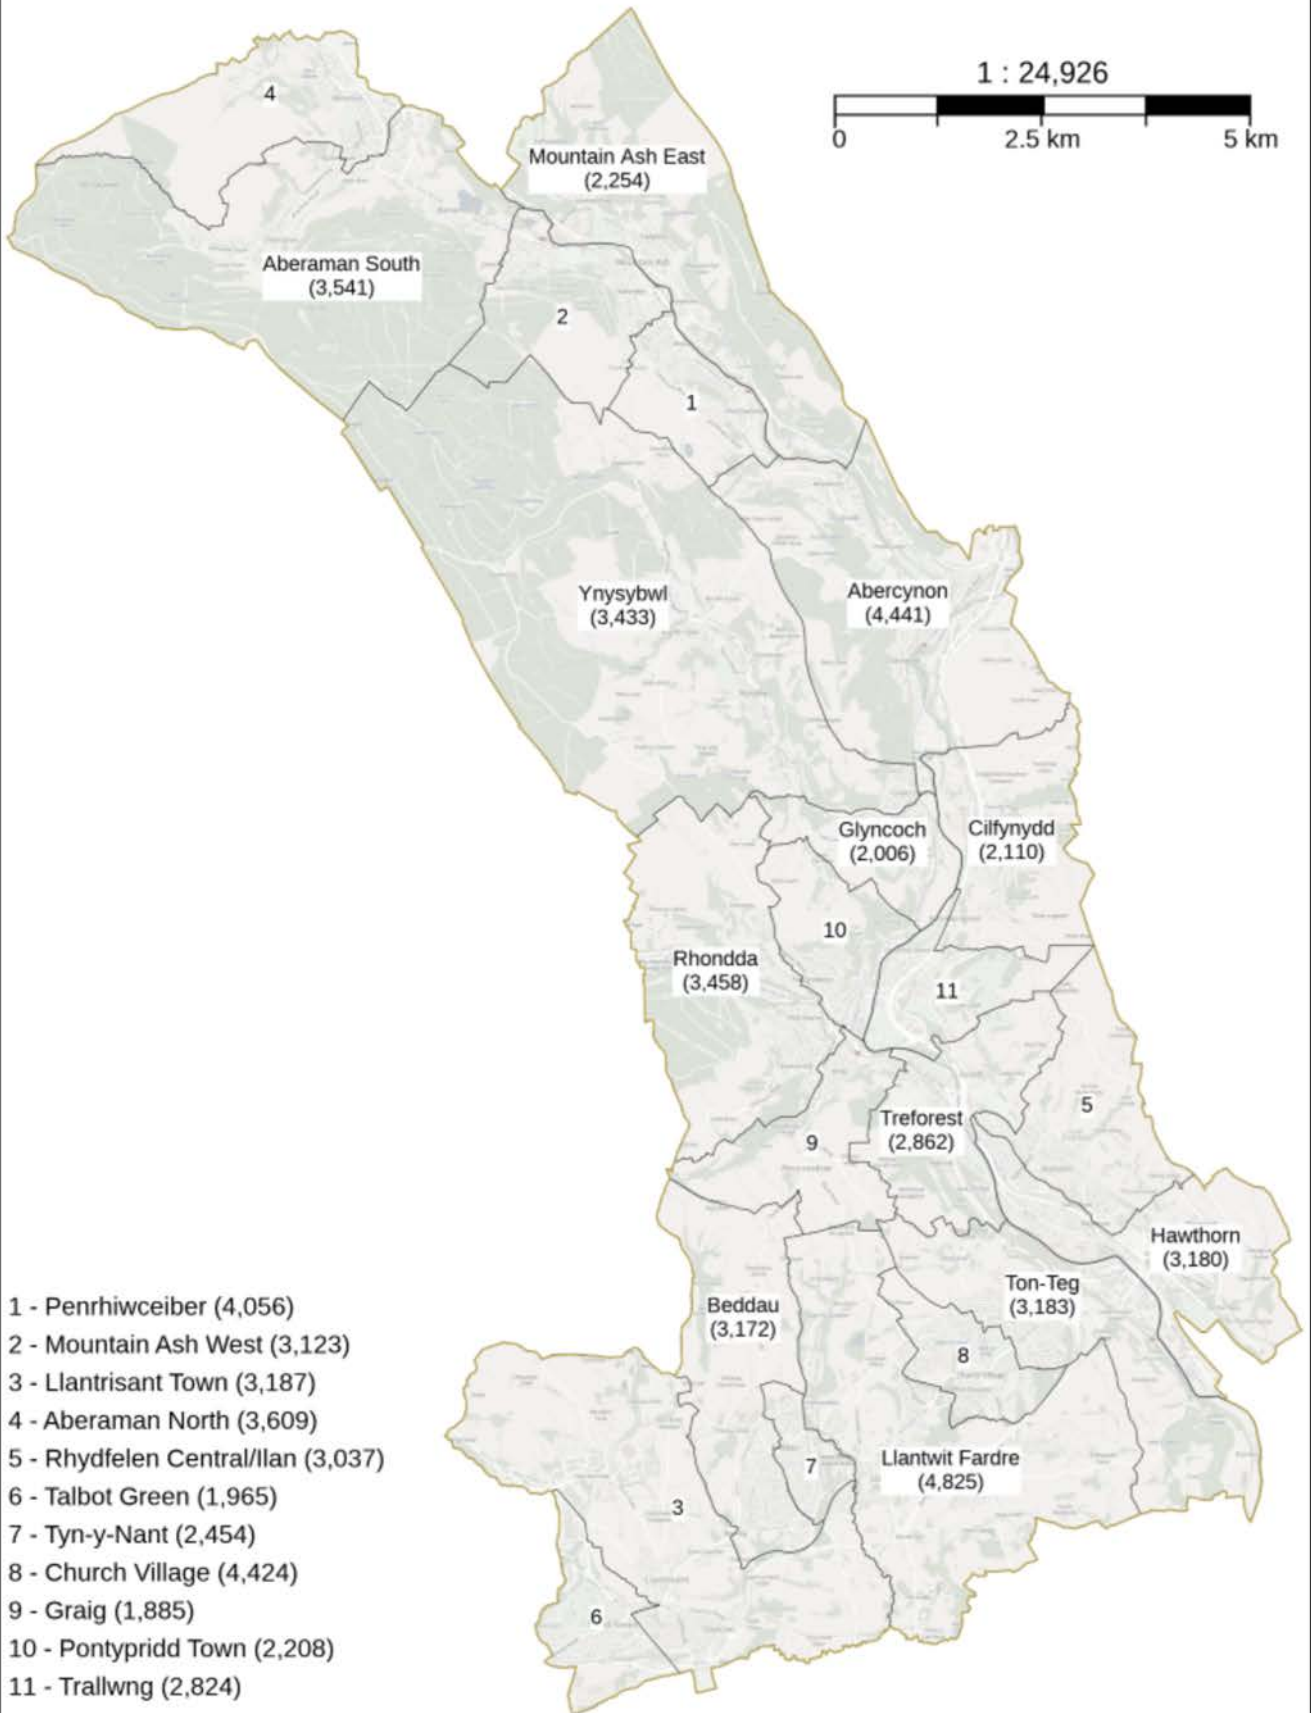 1 : 24,926
0 2.5 km 5 km
4
Mountain Ash East
(2,254)
Aberaman South
(3,541)
2
1
Ynysybwl
(3,433)
Abercynon
(4,441)
Glyncoch
(2,006)
Cilfynydd
(2,110)
10
Rhondda
(3,458)
11
5
Treforest
(2,862)
9
Hawthorn
(3,180)
Ton-Teg
(3,183)
Beddau
(3,172)
8
Llantwit Fardre
(4,825)
7
3
6
1 - Penrhiwceiber (4,056)
2 - Mountain Ash West (3,123)
3 - Llantrisant Town (3,187)
4 - Aberaman North (3,609)
5 - Rhydfelen Central/Ilan (3,037)
6 - Talbot Green (1,965)
7 - Tyn-y-Nant (2,454)
8 - Church Village (4,424)
9 - Graig (1,885)
10 - Pontypridd Town (2,208)
11 - Trallwng (2,824)